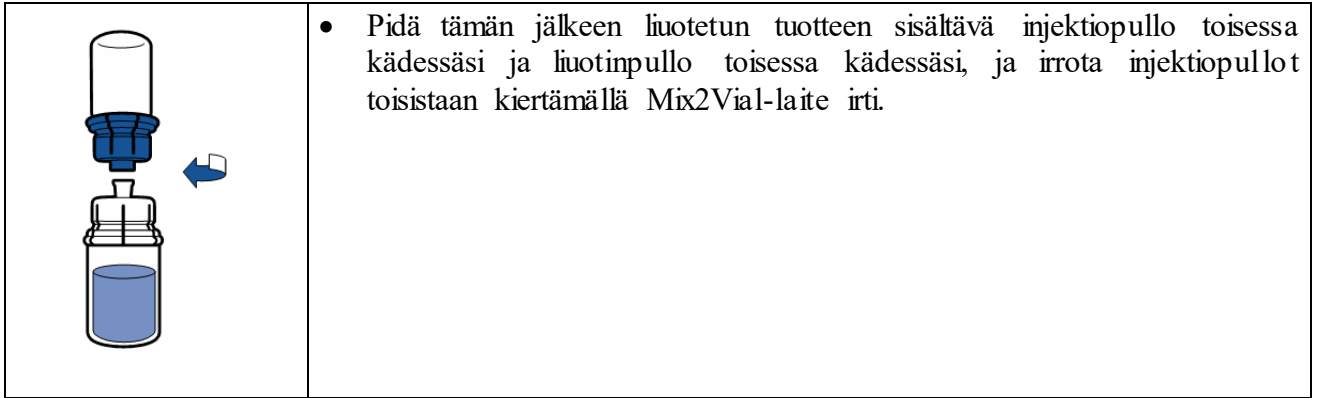 • Pidä tämän jälkeen liuotetun tuotteen sisältävä injektiopullo toisessa
kädessäsi ja liuotinpullo toisessa kädessäsi, ja irrota injektiopullot
toisistaan kiertämällä Mix2Vial-laite irti.